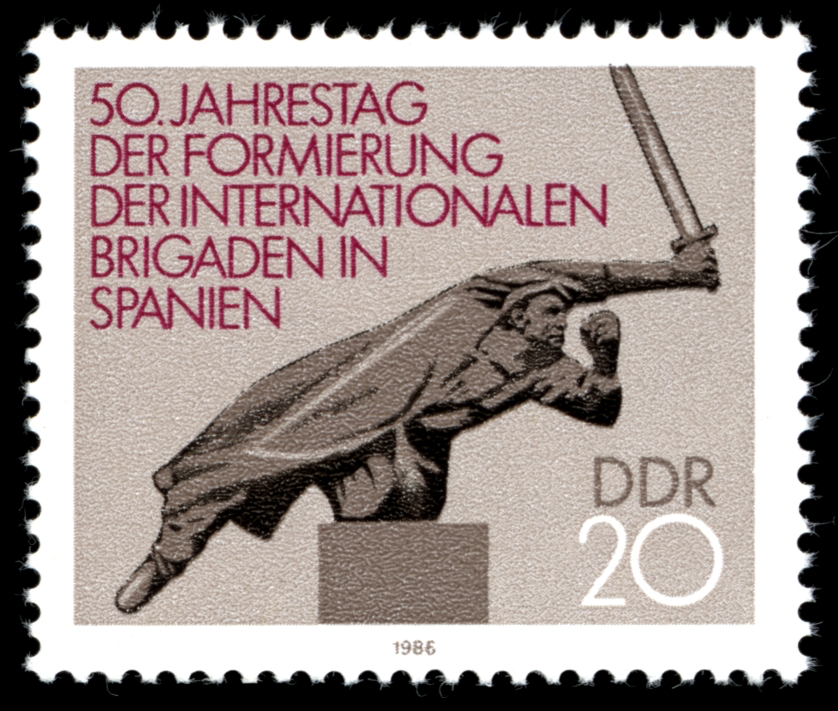 50. JAHRESTAG
DER FORMIERUNG
DER INTERNATIONALEN
BRIGADEN IN
SPANIEN
DDR
20
1986